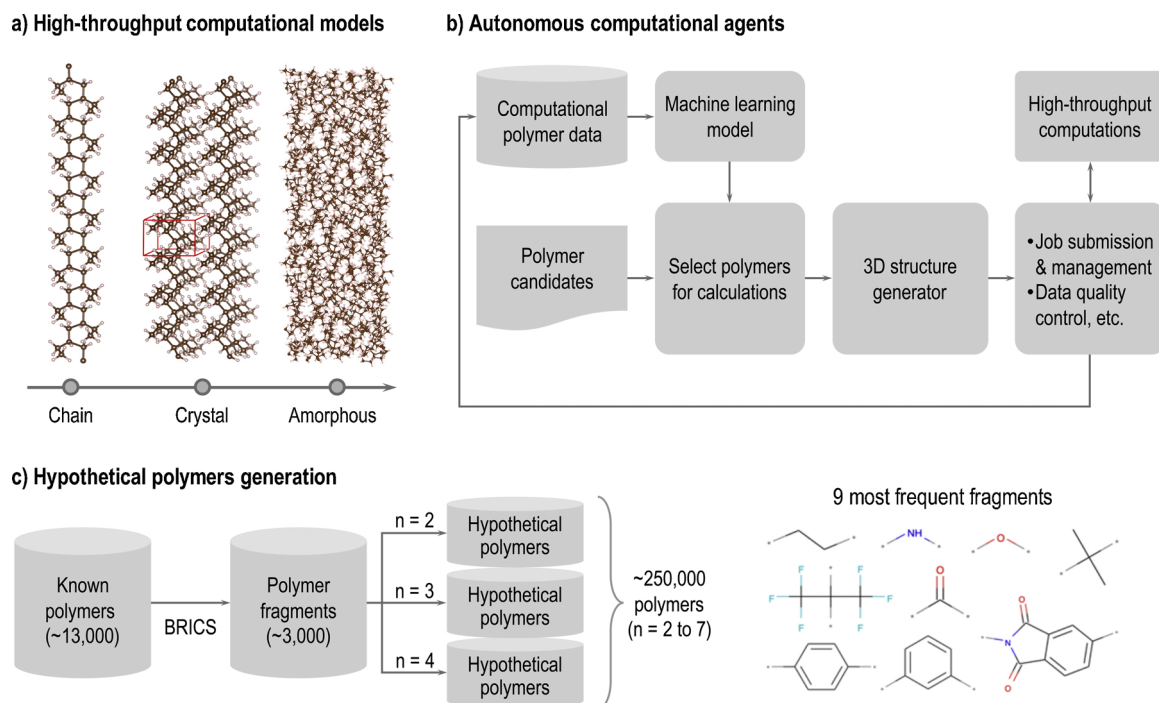 a) High-throughput computational models
Chain
Crystal
Amorphous
b) Autonomous computational agents
Computational
polymer data
Machine learning
model
High-throughput
computations
Polymer
candidates
Select polymers
for calculations
3D structure
generator
•Job submission
& management
•Data quality
control, etc.
c) Hypothetical polymers generation
Known
polymers
(~13,000)
BRICS
Polymer
fragments
(~3,000)
n = 2
Hypothetical
polymers
n = 3
Hypothetical
polymers
n = 4
Hypothetical
polymers
~250,000
polymers
(n = 2 to 7)
9 most frequent fragments
NH
O
F
F
F
F
F
F
O
O
N
O